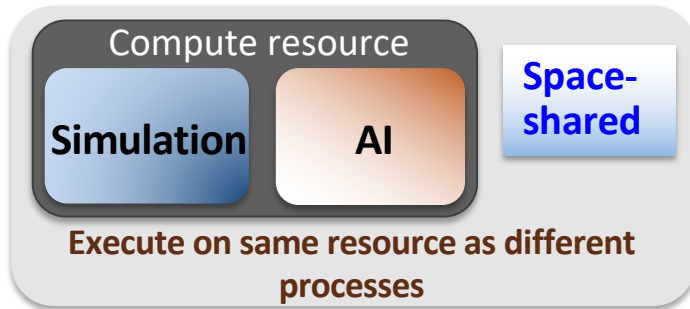 Compute resource
Simulation
AI
Space-
shared
Execute on same resource as different
processes